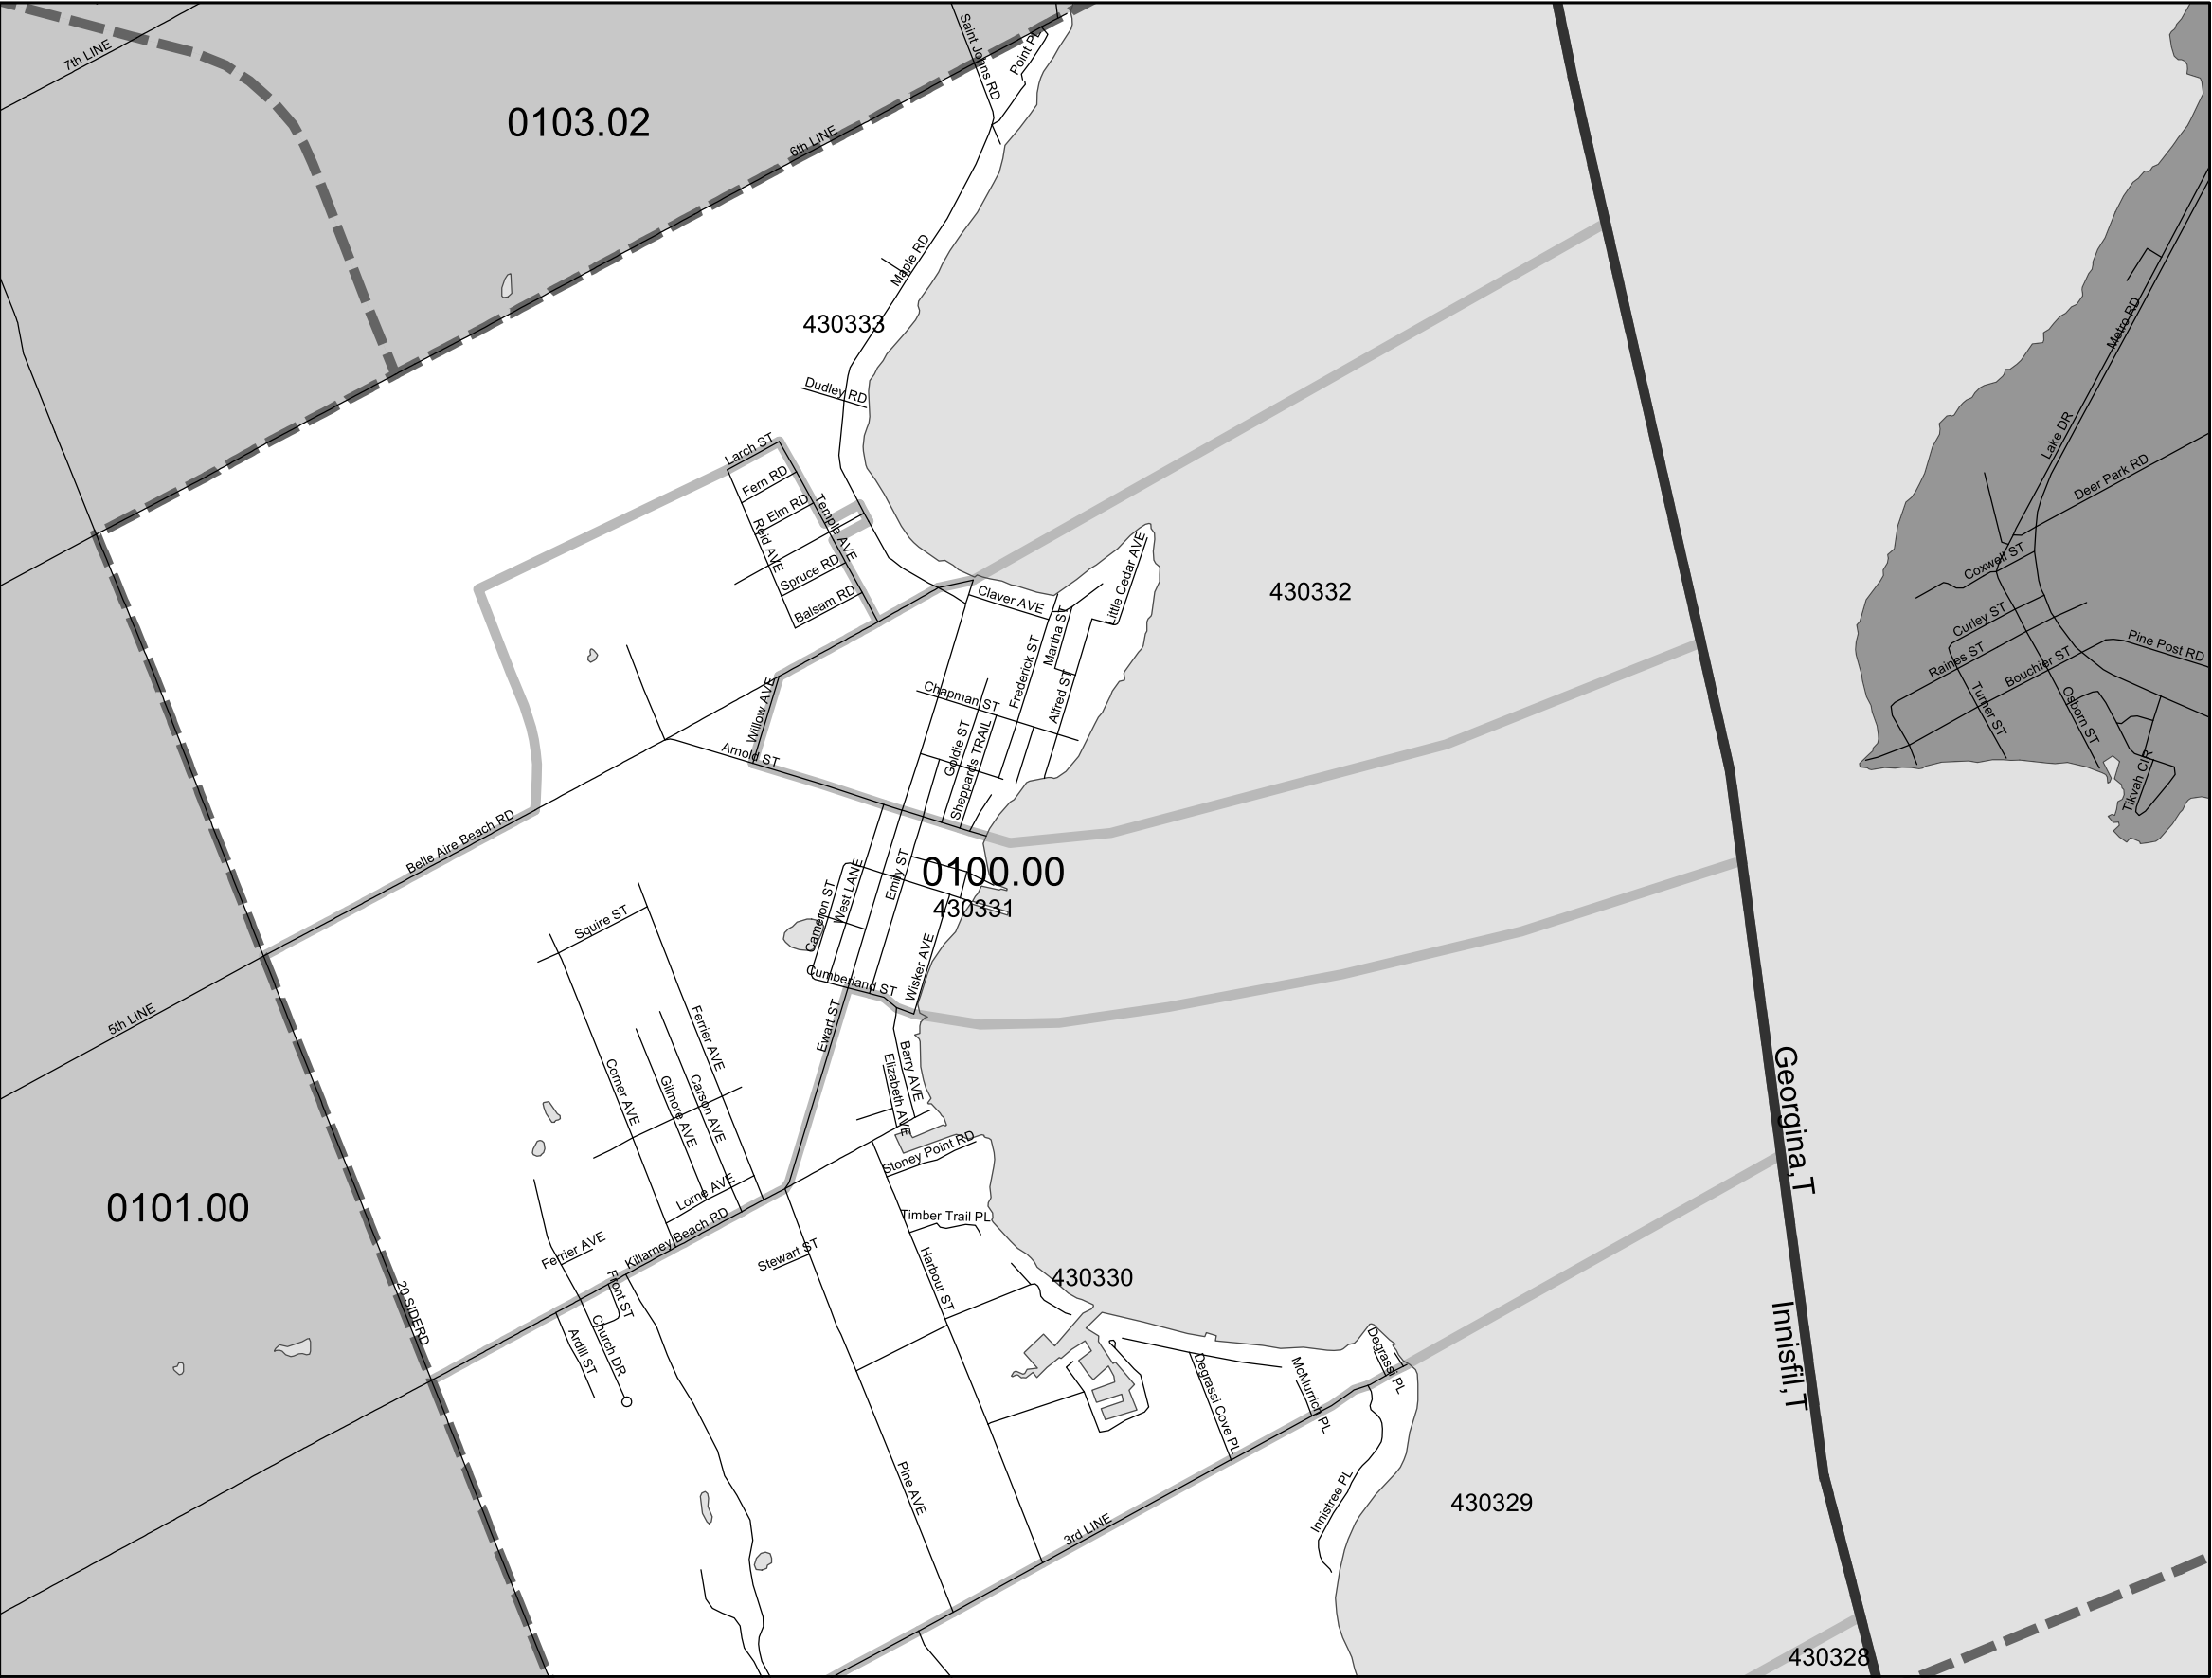 7th LINE
Saint Johns RD
Point PL
0103.02
6th LINE
Maple RD
430333
Metro RD
Dudley RD
Lake DR
Larch ST
Deer Park RD
Fern RD
Elm RD
Temple AVE
Reid AVE
Spruce RD
Balsam RD
Claver AVE
Little Cedar AVE
430332
Coxwell ST
Martha ST
Curley ST
Frederick ST
Pine Post RD
Raines ST
Bouchier ST
Chapman ST
Alfred ST
Willow AVE
Turner ST
Osborn ST
Goldie ST
Sheppards TRAIL
Arnold ST
Tikvah CIR
Belle Aire Beach RD
0100.00
Emily ST
West LANE
Cameron ST
430331
Squire ST
Wisker AVE
Cumberland ST
5th LINE
Ewart ST
Ferrier AVE
Barry AVE
Elizabeth AVE
Corner AVE
Gilmore AVE
Carson AVE
Georgina,T
Stoney Point RD
0101.00
Lorne AVE
Timber Trail PL
Killarney Beach RD
Ferrier AVE
Stewart ST
Harbour ST
430330
20 SIDERD
Front ST
Church DR
Ardill ST
Innisfil,T
Degrassi PL
Degrassi Cove PL
McMurrich PL
Pine AVE
Innistree PL
430329
3rd LINE
430328